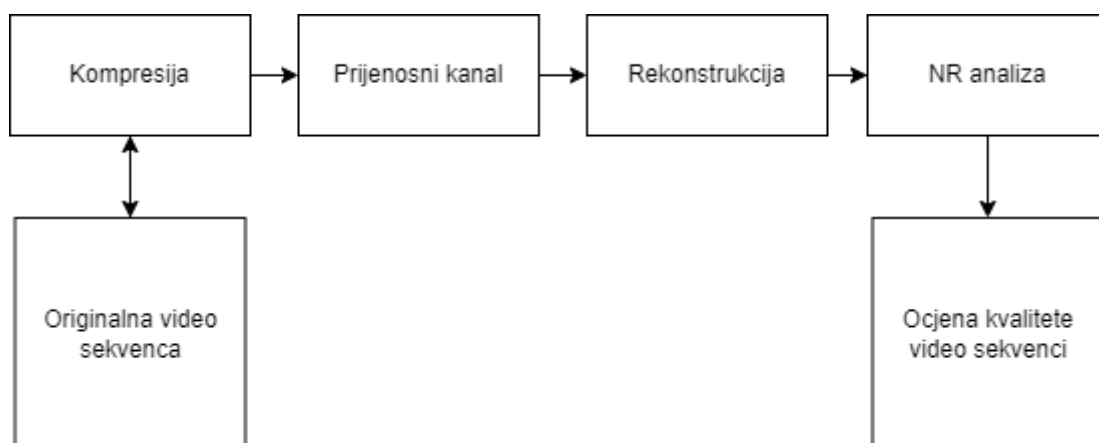 Kompresija
Prijenosni kanal
Rekonstrukcija
NR analiza
Originalna video
sekvenca
Ocjena kvalitete
video sekvenci